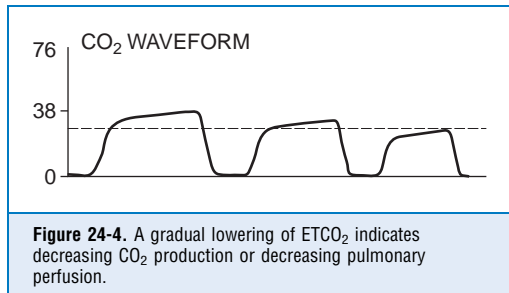 76 CO₂ WAVEFORM
38
0
Figure 24-4. A gradual lowering of ETCO₂ indicates
decreasing CO₂ production or decreasing pulmonary
perfusion.